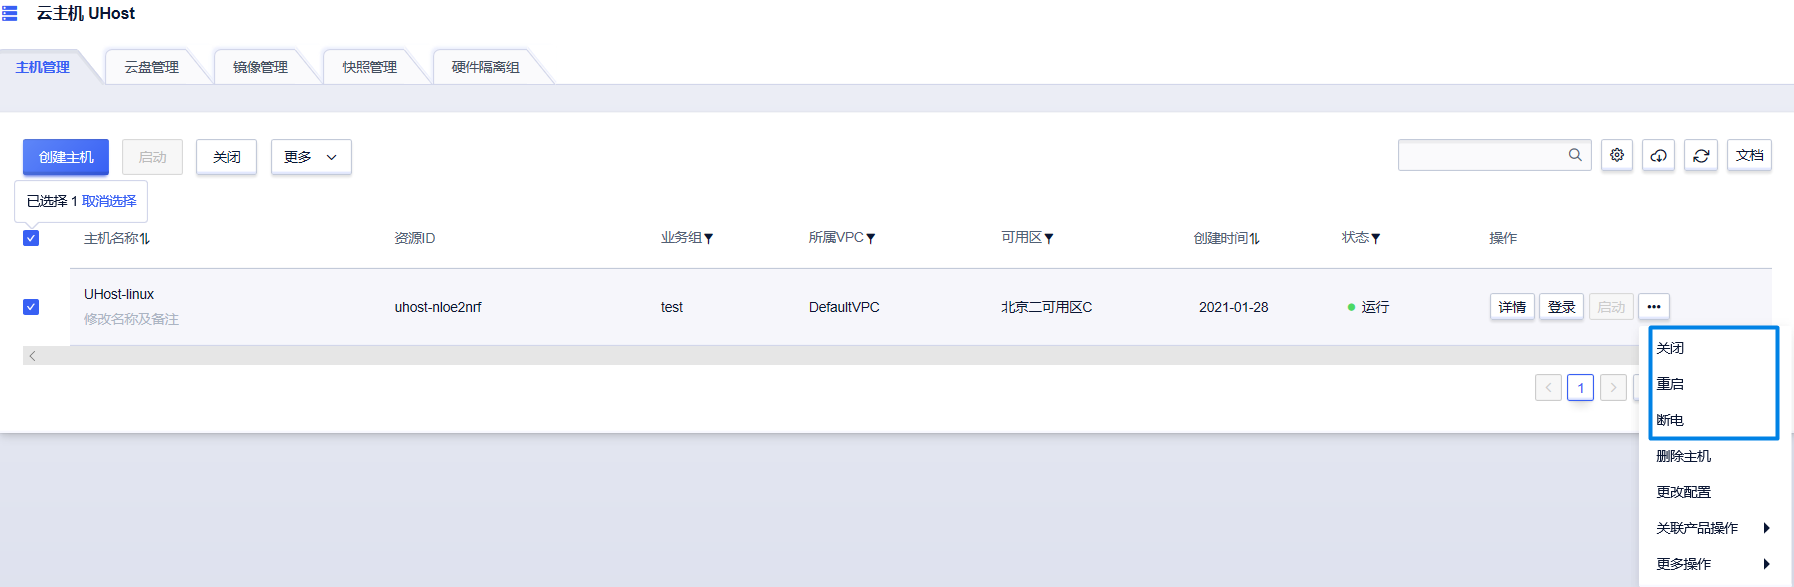 云主机 UHost
主机管理
云盘管理
镜像管理
快照管理
硬件隔离组
创建主机
启动
关闭
更多
文档
已选择 1 取消选择
主机名称
资源ID
业务组
所属VPC
可用区
创建时间
状态
操作
UHost-linux
修改名称及备注
uhost-nloe2nrf
test
DefaultVPC
北京二可用区C
2021-01-28
运行
详情
登录
启动
1
关闭
重启
断电
删除主机
更改配置
关联产品操作
更多操作